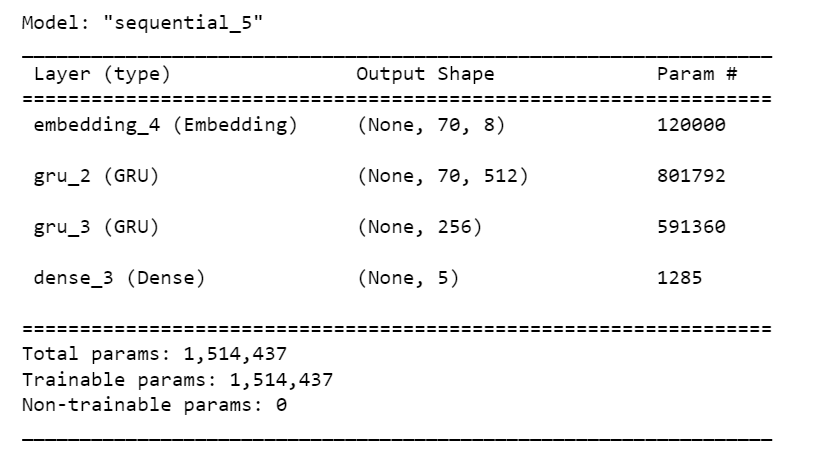 Model: "sequential_5"
_________________________________________________________________
Layer (type) Output Shape Param #
=================================================================
embedding_4 (Embedding) (None, 70, 8) 120000
gru_2 (GRU) (None, 70, 512) 801792
gru_3 (GRU) (None, 256) 591360
dense_3 (Dense) (None, 5) 1285
=================================================================
Total params: 1,514,437
Trainable params: 1,514,437
Non-trainable params: 0
_________________________________________________________________